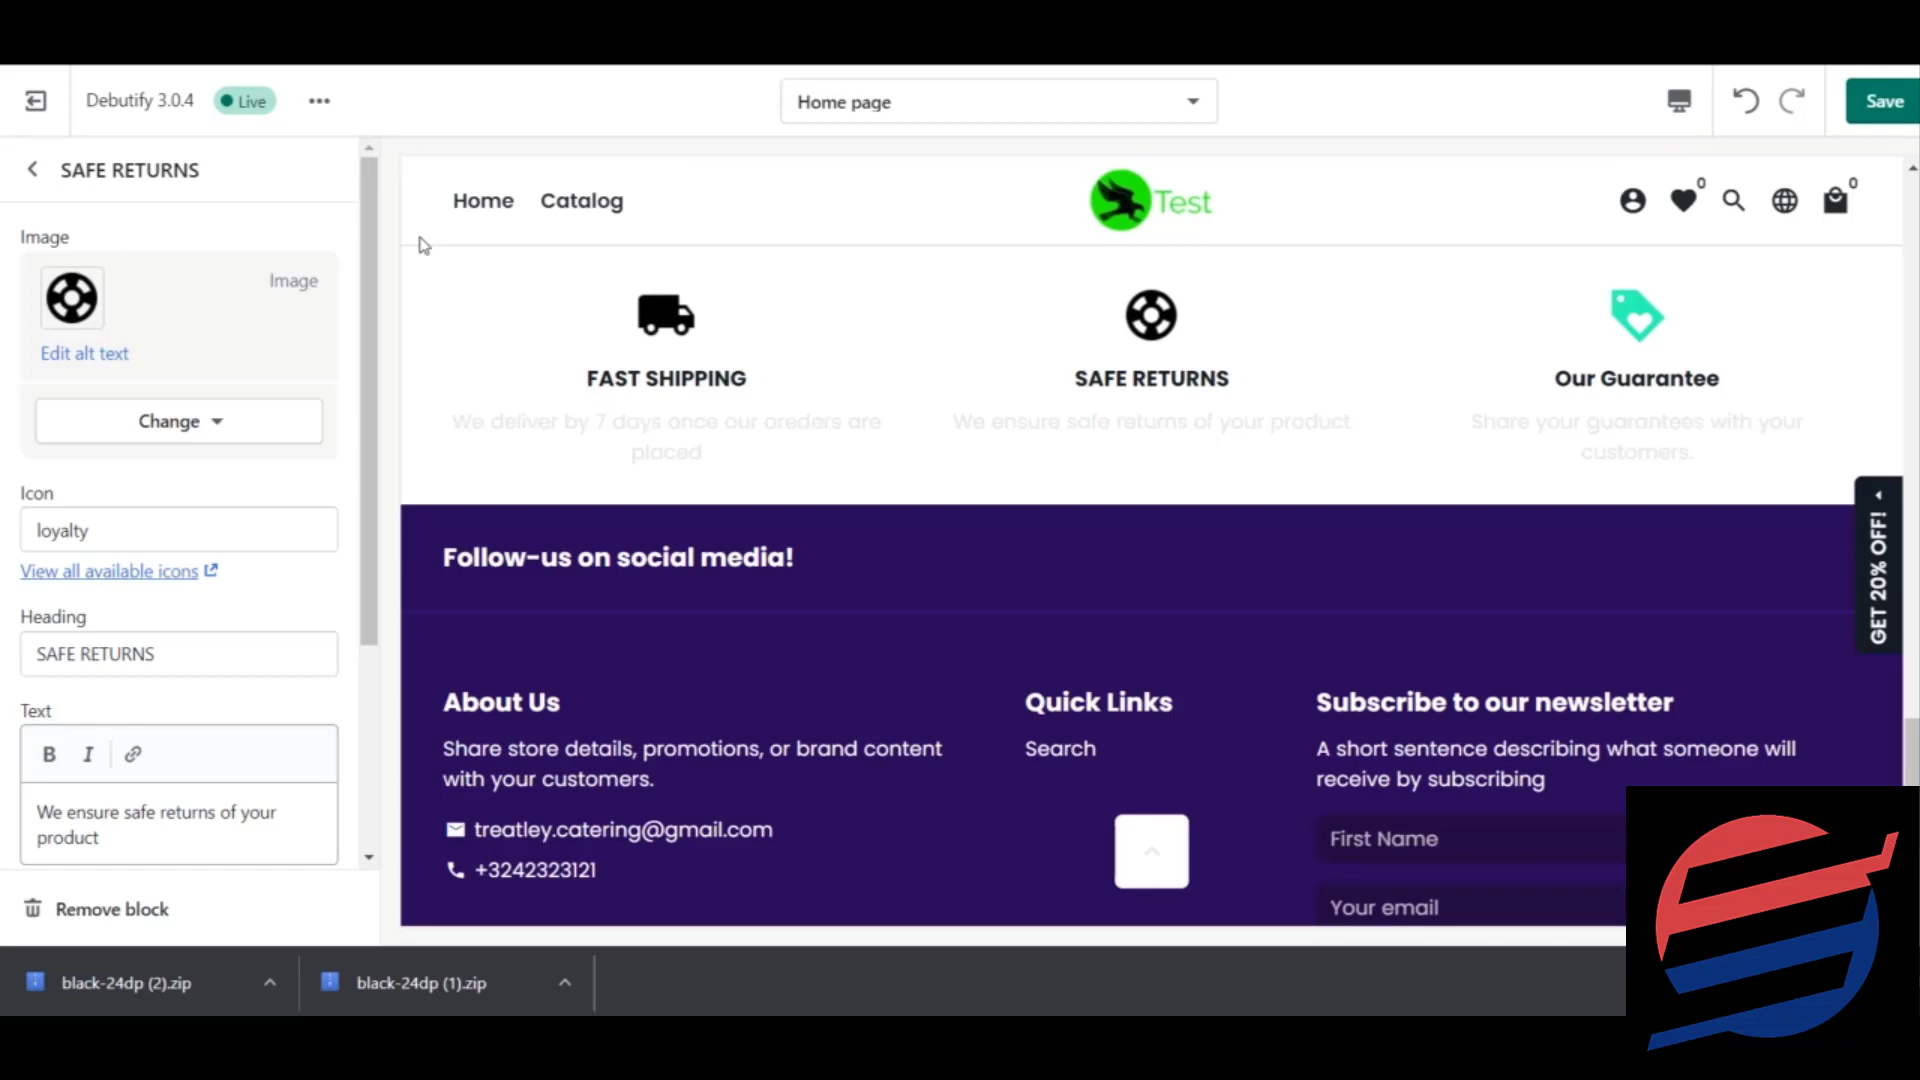 Debutify 3.0.4
Live
Home page
Save
SAFE RETURNS
Image
Image
Edit alt text
Change
Icon
loyalty
View all available icons
Heading
SAFE RETURNS
Text
B I
We ensure safe returns of your
product
Remove block
Home
Catalog
Test
0
0
FAST SHIPPING
We deliver by 7 days once our oreders are
placed
SAFE RETURNS
We ensure safe returns of your product
Our Guarantee
Share your guarantees with your
customers.
GET 20% OFF!
Follow-us on social media!
About Us
Share store details, promotions, or brand content
with your customers.
treatley.catering@gmail.com
+3242323121
Quick Links
Search
Subscribe to our newsletter
A short sentence describing what someone will
receive by subscribing
First Name
Your email
black-24dp (2).zip
black-24dp (1).zip